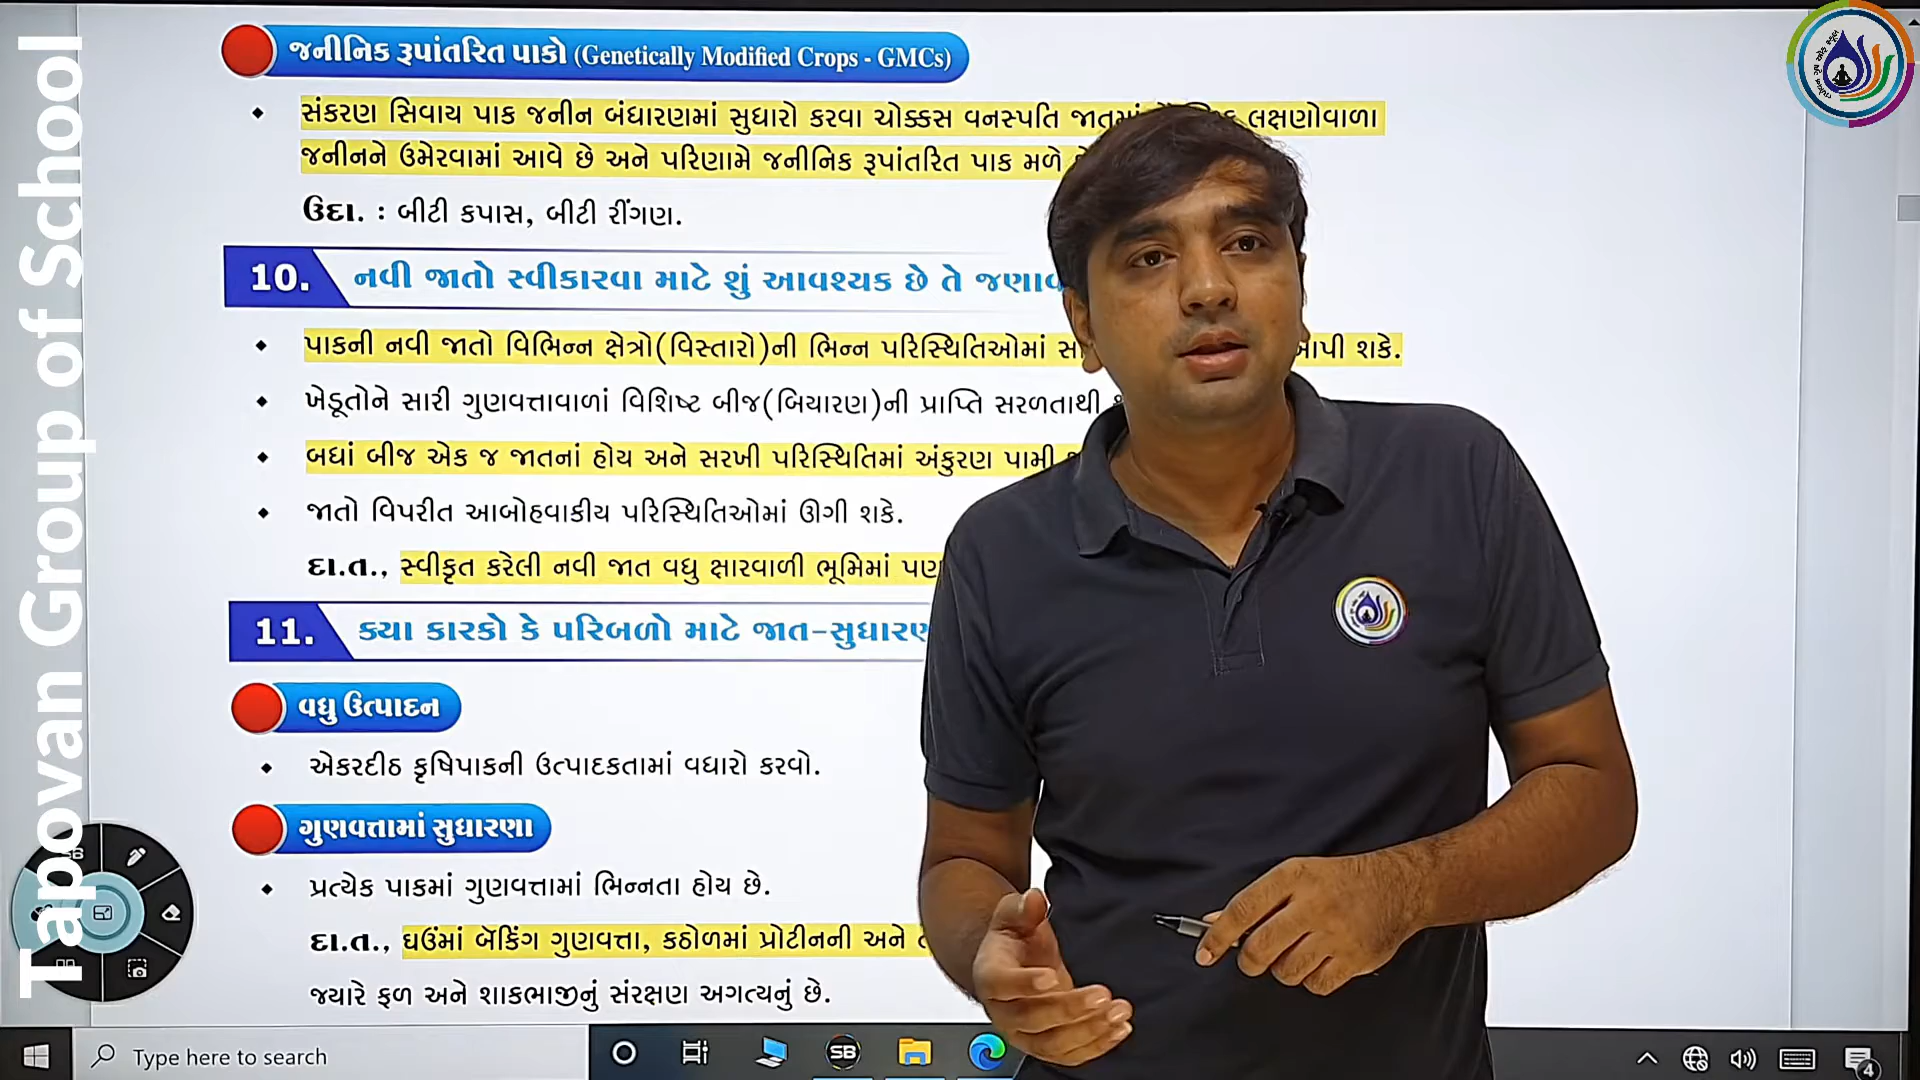 Tapovan Group of School
જનીનિક રૂપાંતરિત પાકો (Genetically Modified Crops - GMCs)
સંકરણ સિવાય પાક જનીન બંધારણમાં સુધારો કરવા ચોક્કસ વનસ્પતિ જાતમાં લક્ષણોવાળા
જનીનને ઉમેરવામાં આવે છે અને પરિણામે જનીનિક રૂપાંતરિત પાક મળે
ઉદા. : બીટી કપાસ, બીટી રીંગણ.
10. નવી જાતો સ્વીકારવા માટે શું આવશ્યક છે તે
પાકની નવી જાતો વિભિન્ન ક્ષેત્રો(વિસ્તારો)ની ભિન્ન પરિસ્થિતિઓમાં આપી શકે.
ખેડૂતોને સારી ગુણવત્તાવાળાં વિશિષ્ટ બીજ(બિયારણ)ની પ્રાપ્તિ સરળતાથી
બધાં બીજ એક જ જાતનાં હોય અને સરખી પરિસ્થિતિમાં અંકુરણ પામી
જાતો વિપરીત આબોહવાકીય પરિસ્થિતિઓમાં ઊગી શકે.
દા.ત., સ્વીકૃત કરેલી નવી જાત વધુ ક્ષારવાળી ભૂમિમાં પણ
11. ક્યા કારકો કે પરિબળો માટે
વધુ ઉત્પાદન
એકરદીઠ કૃષિપાકની ઉત્પાદકતામાં વધારો કરવો.
ગુણવત્તામાં સુધારણા
પ્રત્યેક પાકમાં ગુણવત્તામાં ભિન્નતા હોય છે.
દા.ત., ઘઉંમાં બૅકિંગ ગુણવત્તા, કઠોળમાં પ્રોટીનની અને
જ્યારે ફળ અને શાકભાજીનું સંરક્ષણ અગત્યનું છે.
Type here to search
SB
4